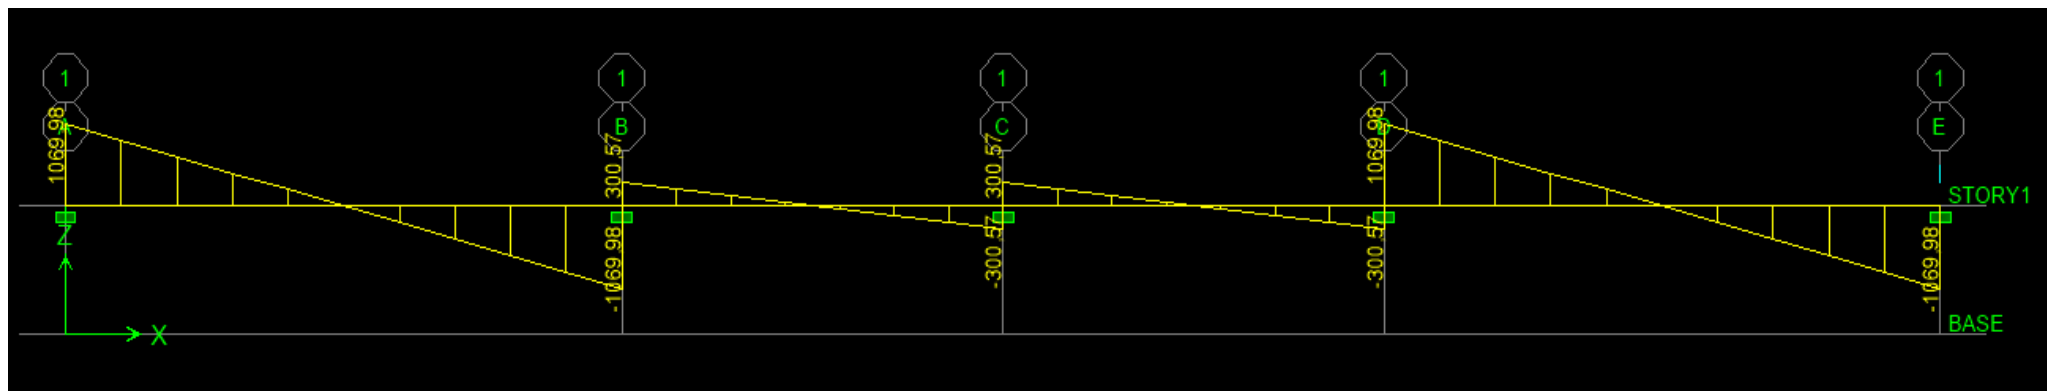 1 1 1 1 1
A B C D E
1069.98 300.57 300.57 1069.98
STORY1
-1069.98 -300.57 -300.57 -1069.98
Z
BASE
X